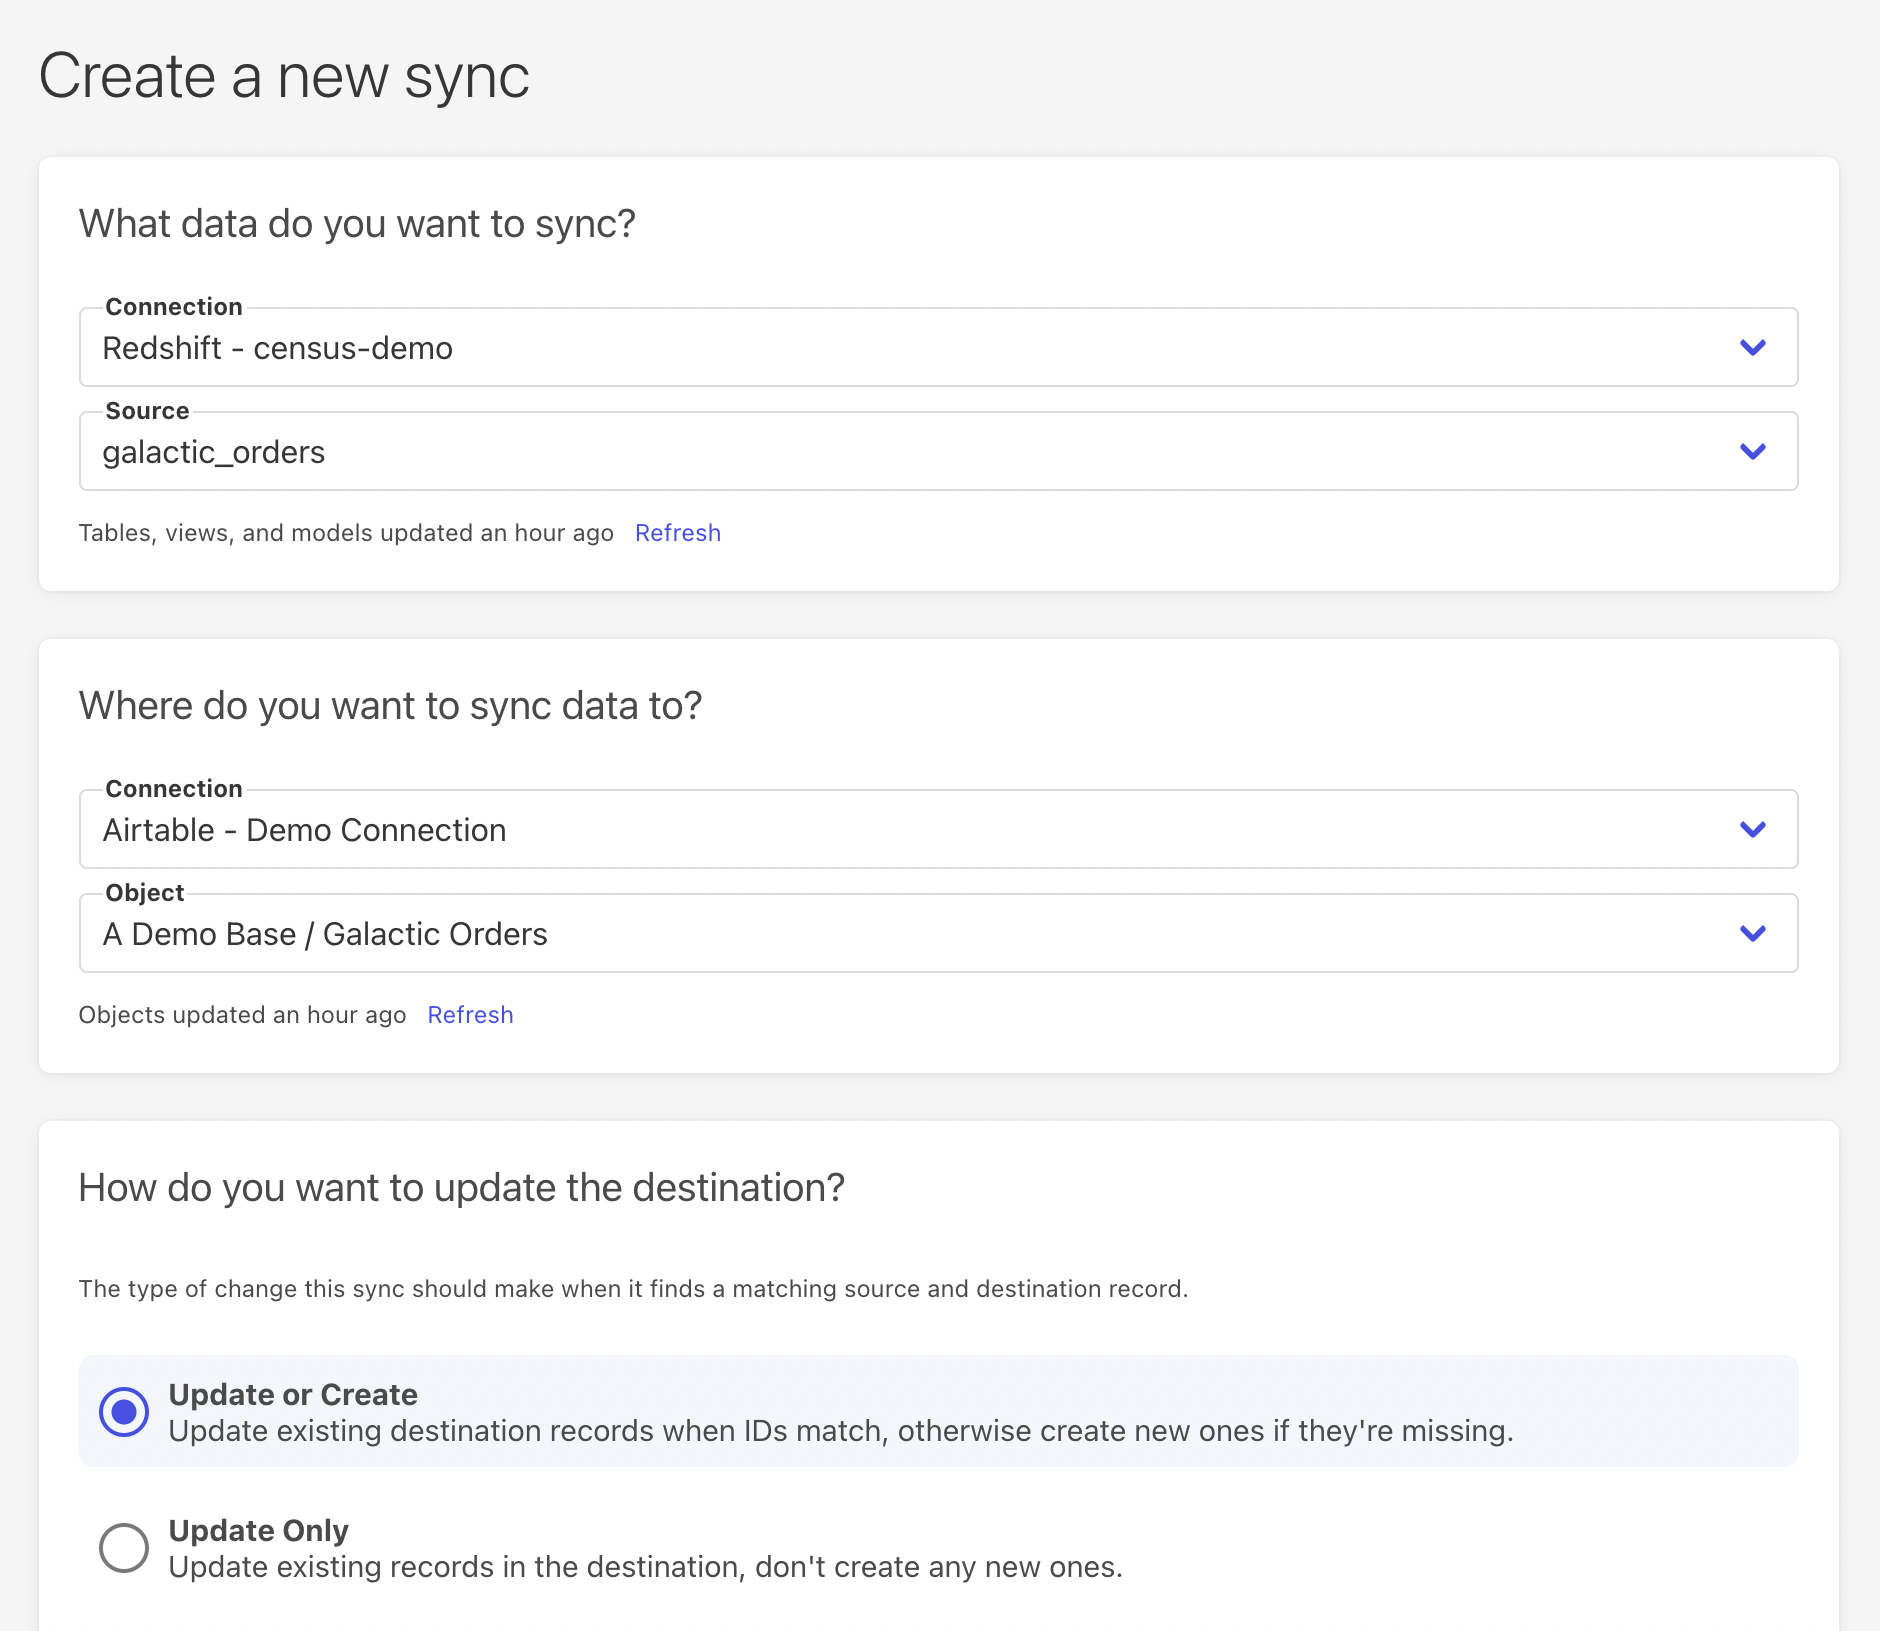 Create a new sync
What data do you want to sync?
Connection
Redshift - census-demo
Source
galactic_orders
Tables, views, and models updated an hour ago Refresh
Where do you want to sync data to?
Connection
Airtable - Demo Connection
Object
A Demo Base / Galactic Orders
Objects updated an hour ago Refresh
How do you want to update the destination?
The type of change this sync should make when it finds a matching source and destination record.
Update or Create
Update existing destination records when IDs match, otherwise create new ones if they're missing.
Update Only
Update existing records in the destination, don't create any new ones.